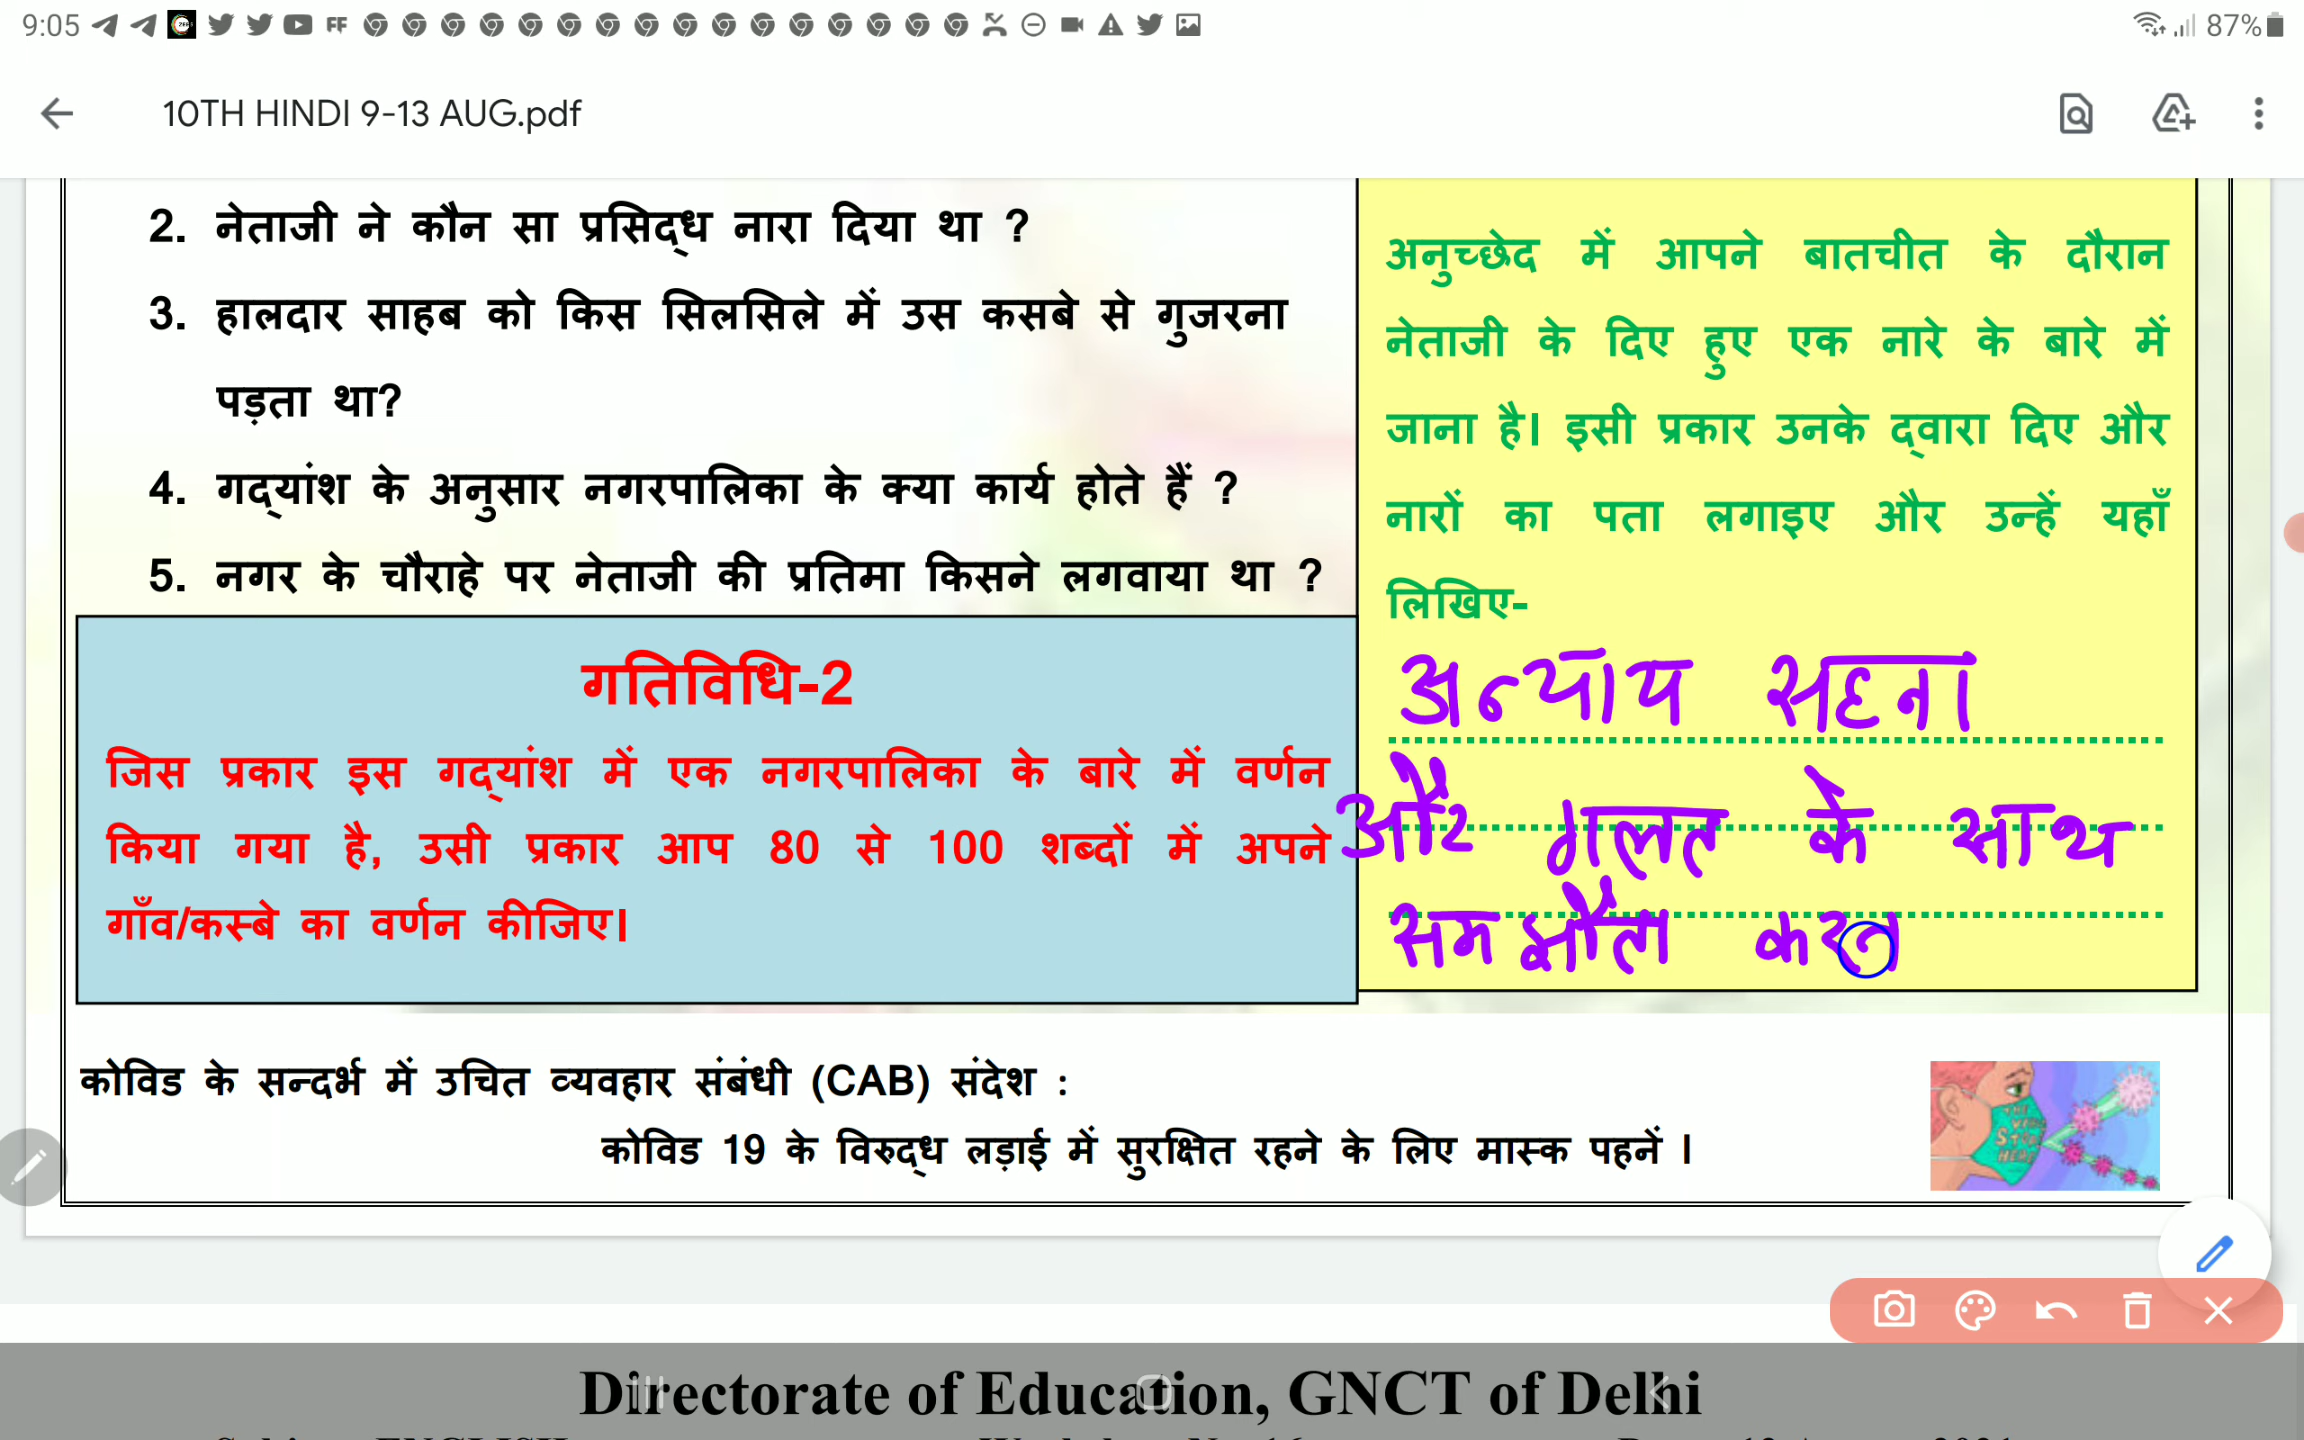 9:05
87%
10TH HINDI 9-13 AUG.pdf
2. नेताजी ने कौन सा प्रसिद्ध नारा दिया था ?
3. हालदार साहब को किस सिलसिले में उस कसबे से गुजरना
पड़ता था?
4. गद्यांश के अनुसार नगरपालिका के क्या कार्य होते हैं ?
5. नगर के चौराहे पर नेताजी की प्रतिमा किसने लगवाया था ?
गतिविधि-2
जिस प्रकार इस गद्यांश में एक नगरपालिका के बारे में वर्णन
किया गया है, उसी प्रकार आप 80 से 100 शब्दों में अपने
गाँव/कस्बे का वर्णन कीजिए।
अनुच्छेद में आपने बातचीत के दौरान
नेताजी के दिए हुए एक नारे के बारे में
जाना है। इसी प्रकार उनके द्वारा दिए और
नारों का पता लगाइए और उन्हें यहाँ
लिखिए-
अन्याय सहना
और गलत के साथ
समझौता करन
कोविड के सन्दर्भ में उचित व्यवहार संबंधी (CAB) संदेश :
कोविड 19 के विरुद्ध लड़ाई में सुरक्षित रहने के लिए मास्क पहनें ।
Directorate of Education, GNCT of Delhi